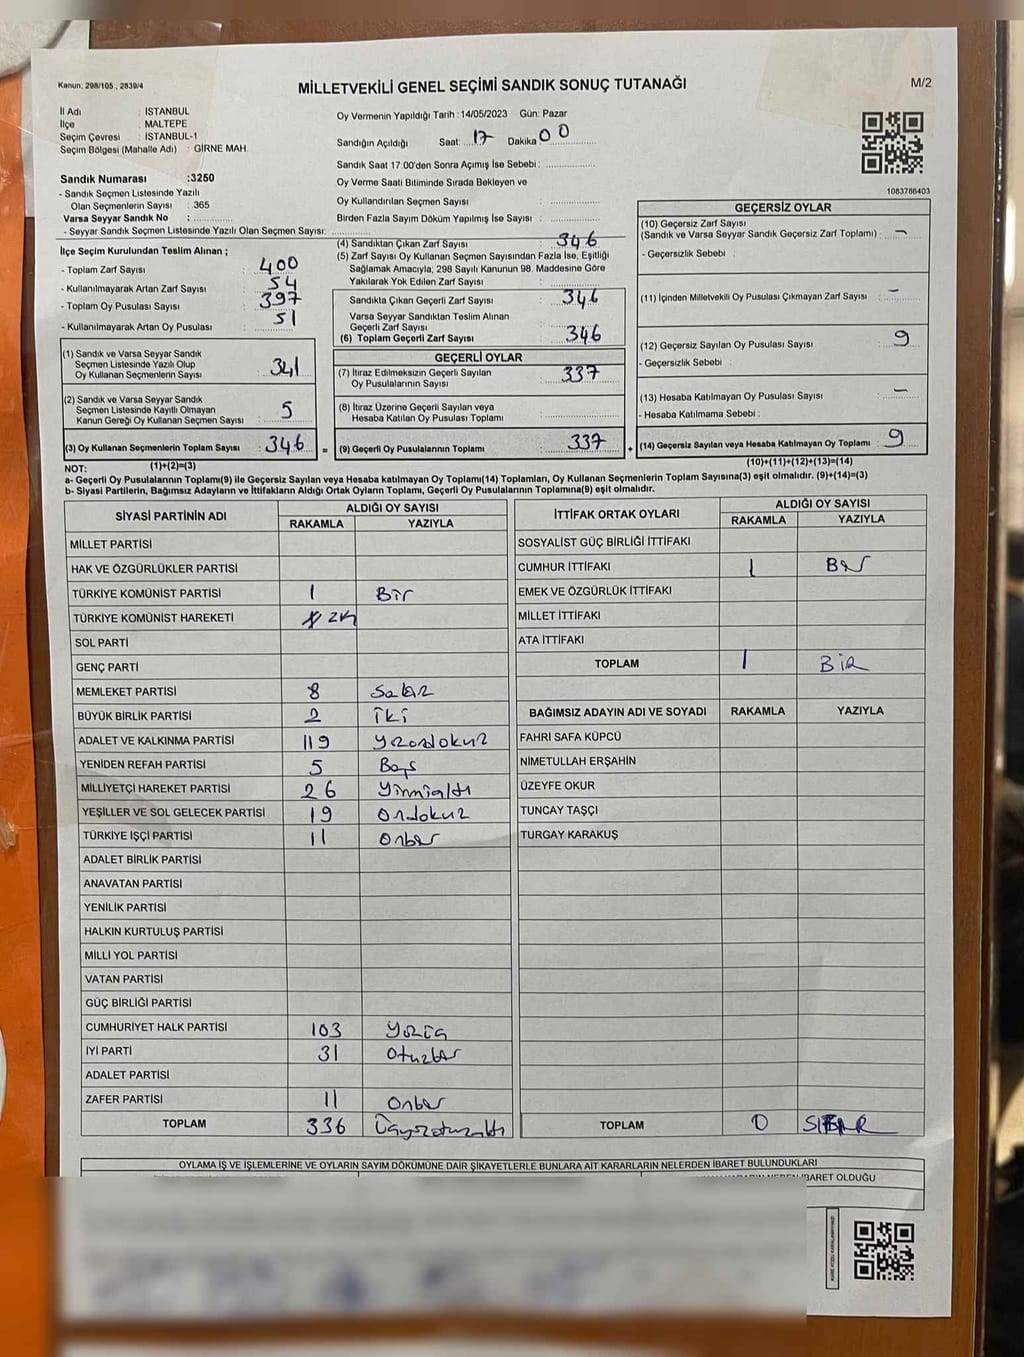 Kanun: 298/105 , 2839/4
MİLLETVEKİLİ GENEL SEÇİMİ SANDIK SONUÇ TUTANAĞI
M/2
İl Adı : İSTANBUL
İlçe : MALTEPE
Seçim Çevresi : İSTANBUL-1
Seçim Bölgesi (Mahalle Adı) : GİRNE MAH.
Sandık Numarası :3250
- Sandık Seçmen Listesinde Yazılı
Olan Seçmenlerin Sayısı : 365
Varsa Seyyar Sandık No :
- Seyyar Sandık Seçmen Listesinde Yazılı Olan Seçmen Sayısı:
Oy Vermenin Yapıldığı Tarih :14/05/2023 Gün: Pazar
Sandığın Açıldığı Saat: 17 Dakika 00
Sandık Saat 17.00'den Sonra Açımış İse Sebebi :
Oy Verme Saati Bitiminde Sırada Bekleyen ve
Oy Kullandırılan Seçmen Sayısı :
Birden Fazla Sayım Döküm Yapılmış İse Sayısı :
1083786403
İlçe Seçim Kurulundan Teslim Alınan ;
- Toplam Zarf Sayısı : 400
- Kullanılmayarak Artan Zarf Sayısı : 54
- Toplam Oy Pusulası Sayısı : 397
- Kullanılmayarak Artan Oy Pusulası : 51
(1) Sandık ve Varsa Seyyar Sandık
Seçmen Listesinde Yazılı Olup
Oy Kullanan Seçmenlerin Sayısı : 341
(2) Sandık ve Varsa Seyyar Sandık
Seçmen Listesinde Kayıtlı Olmayan
Kanun Gereği Oy Kullanan Seçmen Sayısı : 5
(3) Oy Kullanan Seçmenlerin Toplam Sayısı : 346 =
(1)+(2)=(3)
(4) Sandıktan Çıkan Zarf Sayısı : 346
(5) Zarf Sayısı Oy Kullanan Seçmen Sayısından Fazla İse, Eşitliği
Sağlamak Amacıyla; 298 Sayılı Kanunun 98. Maddesine Göre
Yakılarak Yok Edilen Zarf Sayısı :
Sandıkta Çıkan Geçerli Zarf Sayısı : 346
Varsa Seyyar Sandıktan Teslim Alınan
Geçerli Zarf Sayısı :
(6) Toplam Geçerli Zarf Sayısı : 346
GEÇERLİ OYLAR
(7) İtiraz Edilmeksizin Geçerli Sayılan
Oy Pusulalarının Sayısı : 337
(8) İtiraz Üzerine Geçerli Sayılan veya
Hesaba Katılan Oy Pusulası Toplamı :
(9) Geçerli Oy Pusulalarının Toplamı : 337 +
GEÇERSİZ OYLAR
(10) Geçersiz Zarf Sayısı
(Sandık ve Varsa Seyyar Sandık Geçersiz Zarf Toplamı) : -
- Geçersizlik Sebebi :
(11) İçinden Milletvekili Oy Pusulası Çıkmayan Zarf Sayısı : -
(12) Geçersiz Sayılan Oy Pusulası Sayısı : 9
- Geçersizlik Sebebi :
(13) Hesaba Katılmayan Oy Pusulası Sayısı : -
- Hesaba Katılmama Sebebi :
(14) Geçersiz Sayılan veya Hesaba Katılmayan Oy Toplamı : 9
(10)+(11)+(12)+(13)=(14)
NOT:
a- Geçerli Oy Pusulalarının Toplamı(9) ile Geçersiz Sayılan veya Hesaba katılmayan Oy Toplamı(14) Toplamları, Oy Kullanan Seçmenlerin Toplam Sayısına(3) eşit olmalıdır. (9)+(14)=(3)
b- Siyasi Partilerin, Bağımsız Adayların ve İttifakların Aldığı Ortak Oyların Toplamı, Geçerli Oy Pusulalarının Toplamına(9) eşit olmalıdır.
SİYASİ PARTİNİN ADI ALDIĞI OY SAYISI
RAKAMLA YAZIYLA
MİLLET PARTİSİ
HAK VE ÖZGÜRLÜKLER PARTİSİ
TÜRKİYE KOMÜNİST PARTİSİ 1 Bir
TÜRKİYE KOMÜNİST HAREKETİ
SOL PARTİ
GENÇ PARTİ
MEMLEKET PARTİSİ 8 Sekiz
BÜYÜK BİRLİK PARTİSİ 2 iki
ADALET VE KALKINMA PARTİSİ 119 Yüzondokuz
YENİDEN REFAH PARTİSİ 5 Beş
MİLLİYETÇİ HAREKET PARTİSİ 26 Yirmialtı
YEŞİLLER VE SOL GELECEK PARTİSİ 19 Ondokuz
TÜRKİYE İŞÇİ PARTİSİ 11 Onbir
ADALET BİRLİK PARTİSİ
ANAVATAN PARTİSİ
YENİLİK PARTİSİ
HALKIN KURTULUŞ PARTİSİ
MİLLİ YOL PARTİSİ
VATAN PARTİSİ
GÜÇ BİRLİĞİ PARTİSİ
CUMHURİYET HALK PARTİSİ 103 Yüzüç
İYİ PARTİ 31 Otuzbir
ADALET PARTİSİ
ZAFER PARTİSİ 11 Onbir
TOPLAM 336 Üçyüzotuzaltı
İTTİFAK ORTAK OYLARI ALDIĞI OY SAYISI
RAKAMLA YAZIYLA
SOSYALİST GÜÇ BİRLİĞİ İTTİFAKI
CUMHUR İTTİFAKI 1 Bir
EMEK VE ÖZGÜRLÜK İTTİFAKI
MİLLET İTTİFAKI
ATA İTTİFAKI
TOPLAM 1 BİR
BAĞIMSIZ ADAYIN ADI VE SOYADI RAKAMLA YAZIYLA
FAHRİ SAFA KÜPCÜ
NİMETULLAH ERŞAHİN
ÜZEYFE OKUR
TUNCAY TAŞÇI
TURGAY KARAKUŞ
TOPLAM 0 SIFIR
OYLAMA İŞ VE İŞLEMLERİNE VE OYLARIN SAYIM DÖKÜMÜNE DAİR ŞİKAYETLERLE BUNLARA AİT KARARLARIN NELERDEN İBARET BULUNDUKLARI
İBARET OLDUĞU